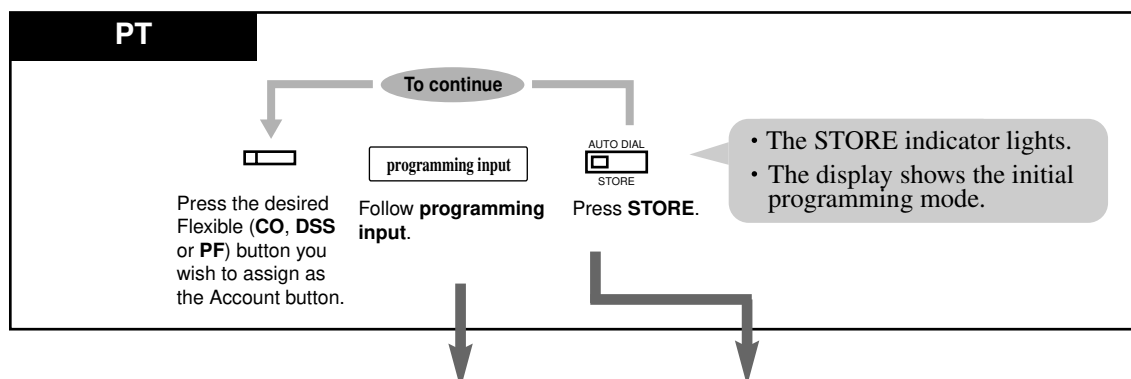 PT
To continue
Press the desired
Flexible (CO, DSS
or PF) button you
wish to assign as
the Account button.
programming input
Follow programming
input.
AUTO DIAL
STORE
Press STORE.
・The STORE indicator lights.
・The display shows the initial
programming mode.